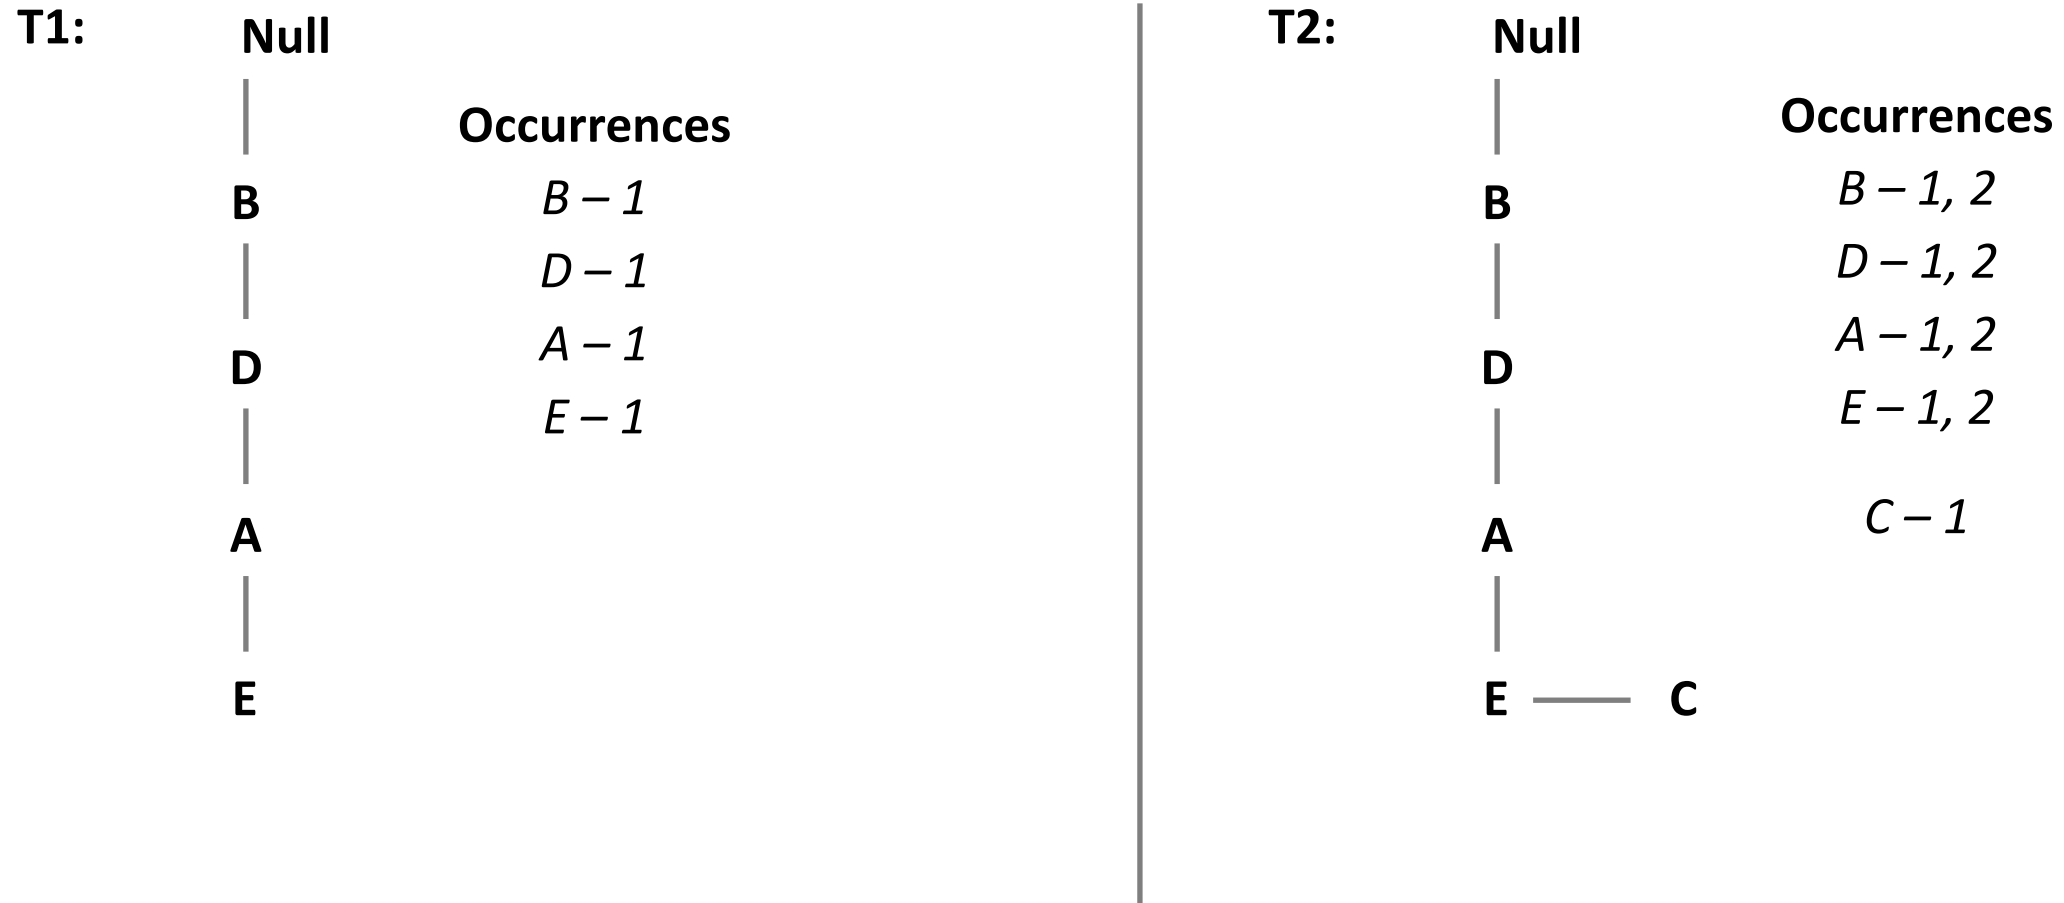 T1:
Null
Occurrences
B – 1
B
D – 1
A – 1
D
E – 1
A
E
T2:
Null
Occurrences
B – 1, 2
B
D – 1, 2
A – 1, 2
D
E – 1, 2
C – 1
A
E
C